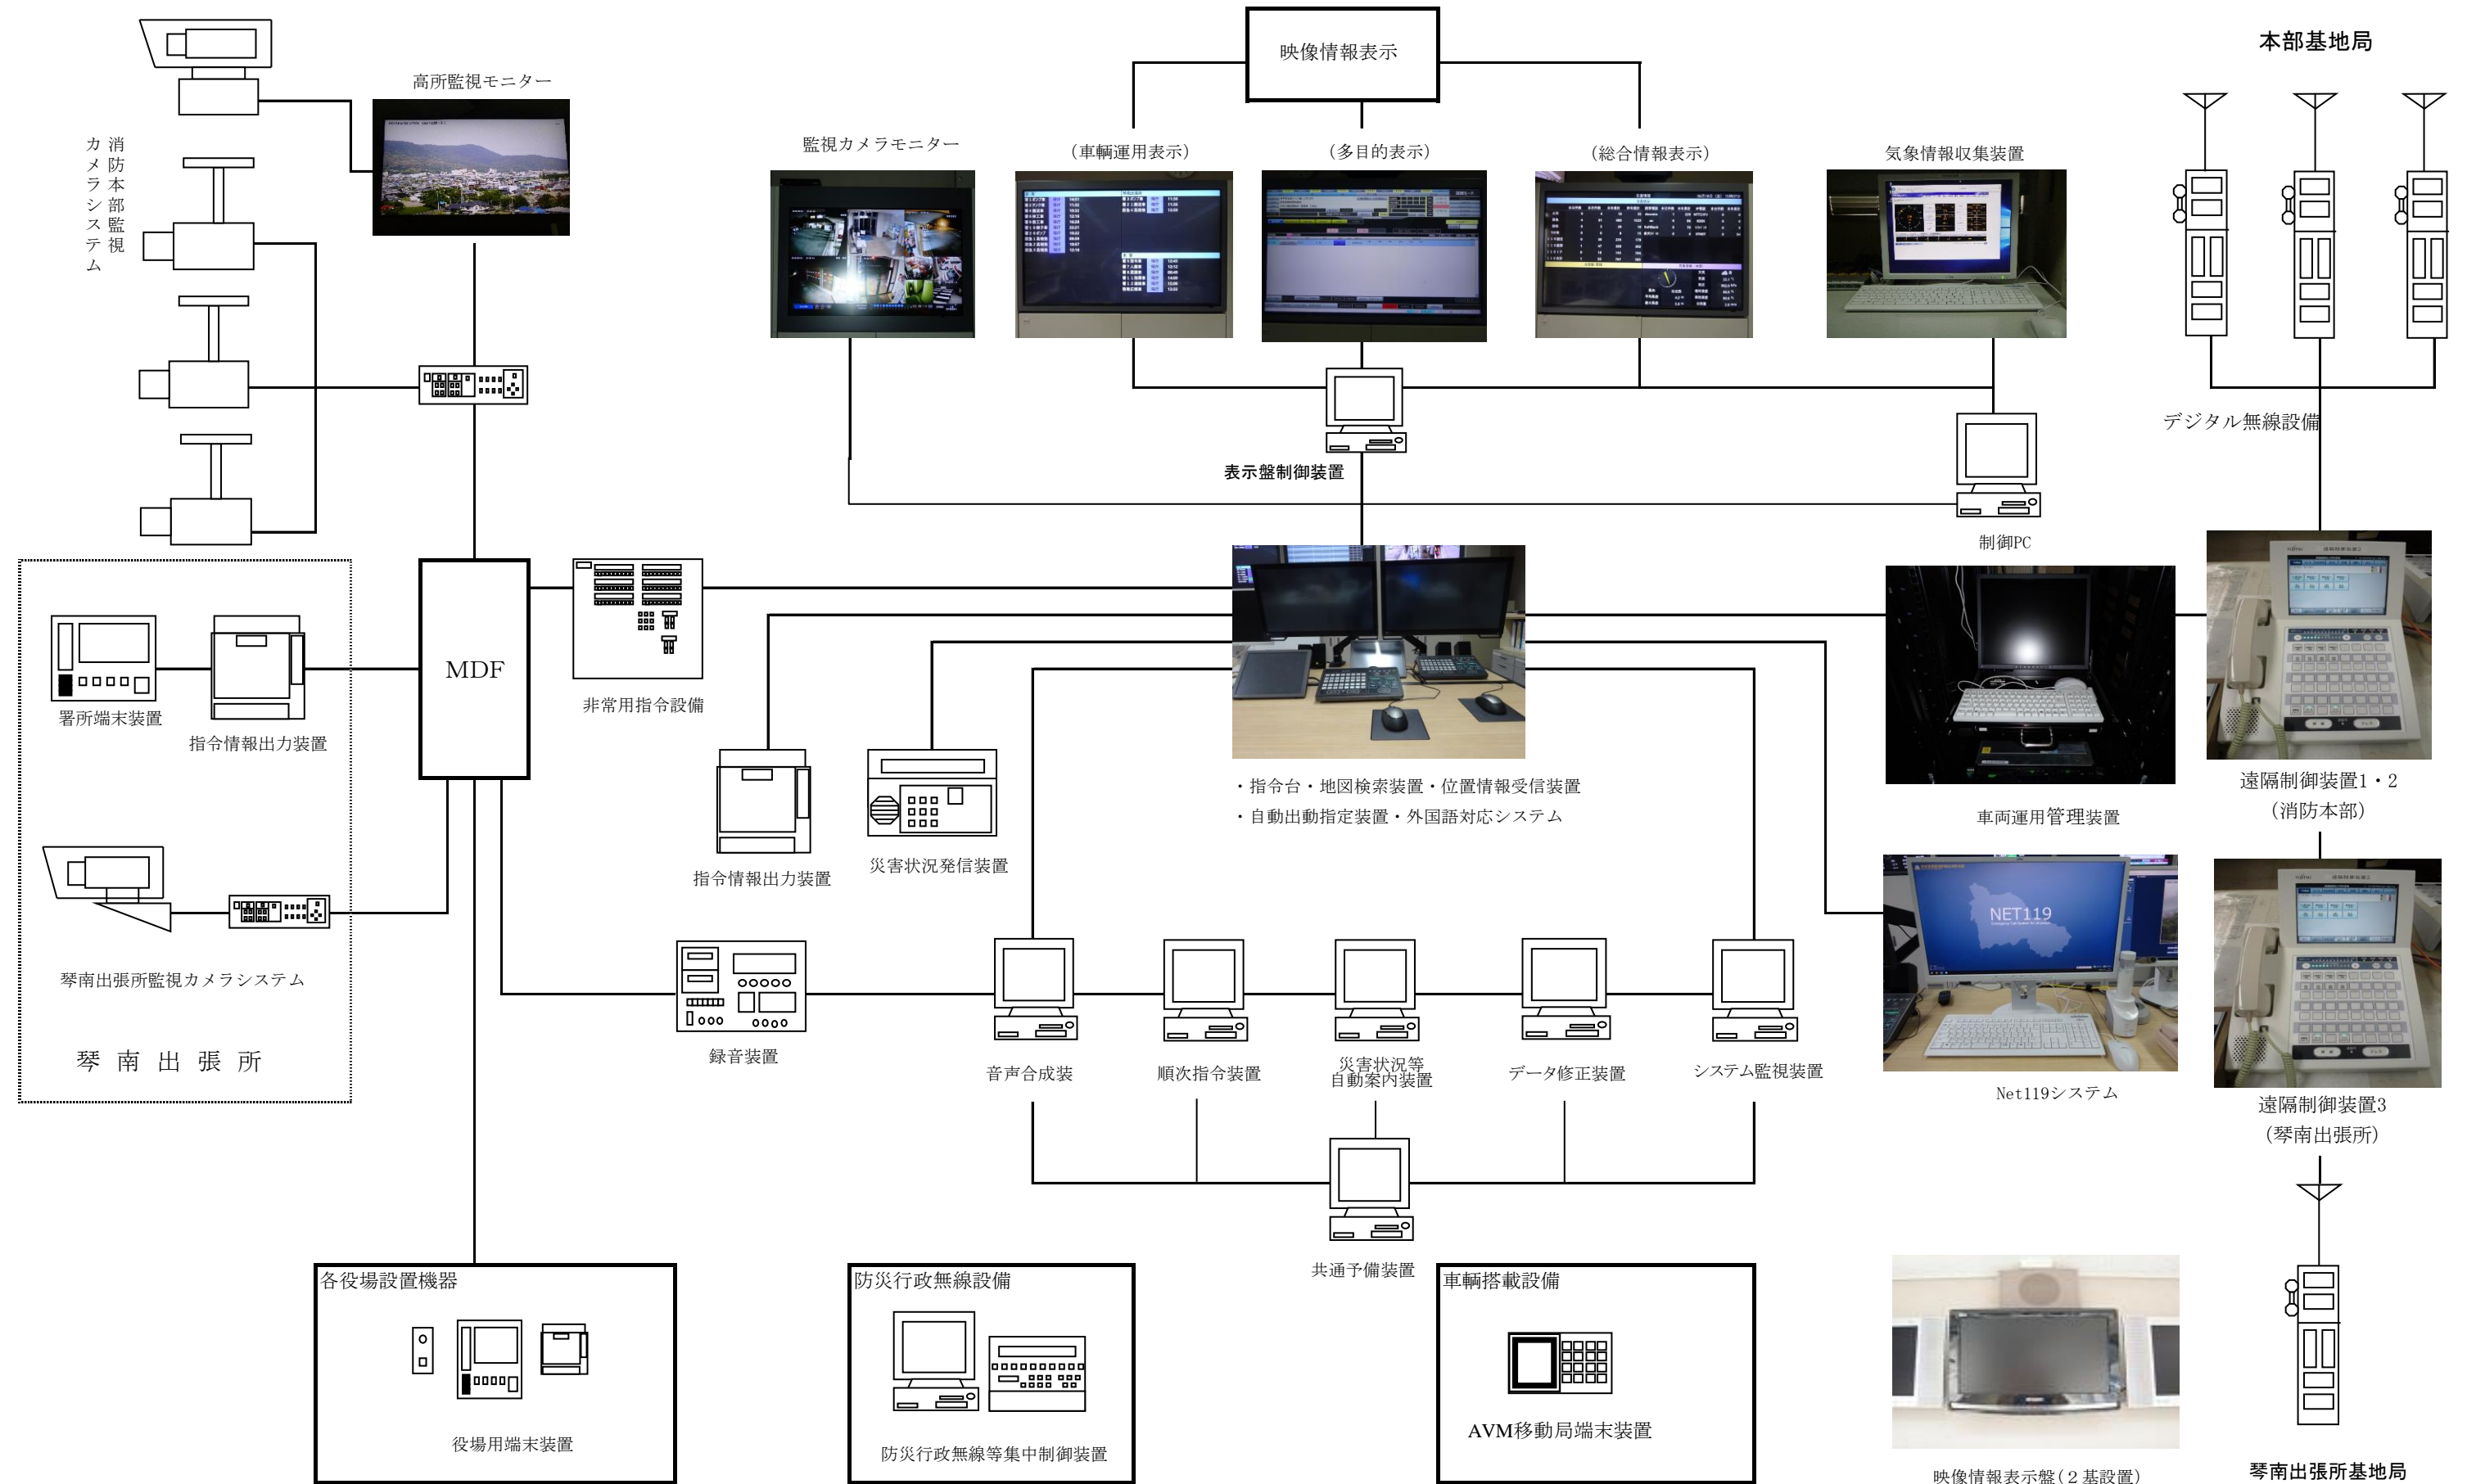 映像情報表示
本部基地局
高所監視モニター
消防本部監視
カメラシステム
監視カメラモニター
(車輌運用表示)
(多目的表示)
(総合情報表示)
気象情報収集装置
デジタル無線設備
表示盤制御装置
制御PC
MDF
非常用指令設備
署所端末装置
指令情報出力装置
・指令台・地図検索装置・位置情報受信装置
・自動出動指定装置・外国語対応システム
車両運用管理装置
遠隔制御装置1・2
(消防本部)
指令情報出力装置
災害状況発信装置
NET119
琴南出張所監視カメラシステム
琴南出張所
録音装置
音声合成装
順次指令装置
災害状況等
自動案内装置
データ修正装置
システム監視装置
Net119システム
遠隔制御装置3
(琴南出張所)
共通予備装置
各役場設置機器
役場用端末装置
防災行政無線設備
防災行政無線等集中制御装置
車輌搭載設備
AVM移動局端末装置
映像情報表示盤(２基設置)
琴南出張所基地局